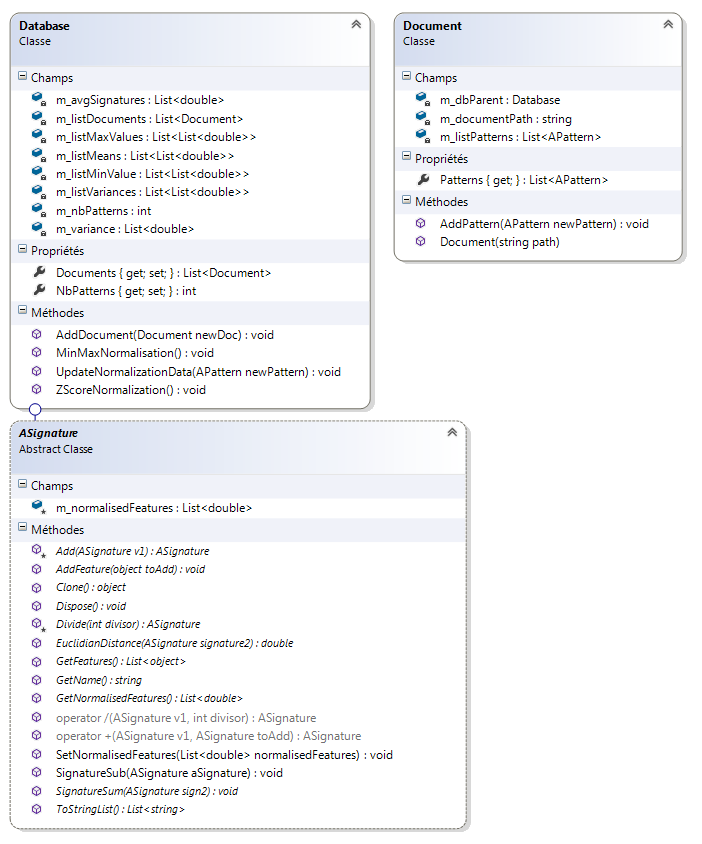 Database
Classe
Champs
m_avgSignatures : List<double>
m_listDocuments : List<Document>
m_listMaxValues : List<List<double>>
m_listMeans : List<List<double>>
m_listMinValue : List<List<double>>
m_listVariances : List<List<double>>
m_nbPatterns : int
m_variance : List<double>
Propriétés
Documents { get; set; } : List<Document>
NbPatterns { get; set; } : int
Méthodes
AddDocument(Document newDoc) : void
MinMaxNormalisation() : void
UpdateNormalizationData(APattern newPattern) : void
ZScoreNormalization() : void
Document
Classe
Champs
m_dbParent : Database
m_documentPath : string
m_listPatterns : List<APattern>
Propriétés
Patterns { get; } : List<APattern>
Méthodes
AddPattern(APattern newPattern) : void
Document(string path)
ASignature
Abstract Classe
Champs
m_normalisedFeatures : List<double>
Méthodes
Add(ASignature v1) : ASignature
AddFeature(object toAdd) : void
Clone() : object
Dispose() : void
Divide(int divisor) : ASignature
EuclidianDistance(ASignature signature2) : double
GetFeatures() : List<object>
GetName() : string
GetNormalisedFeatures() : List<double>
operator /(ASignature v1, int divisor) : ASignature
operator +(ASignature v1, ASignature toAdd) : ASignature
SetNormalisedFeatures(List<double> normalisedFeatures) : void
SignatureSub(ASignature aSignature) : void
SignatureSum(ASignature sign2) : void
ToStringList() : List<string>